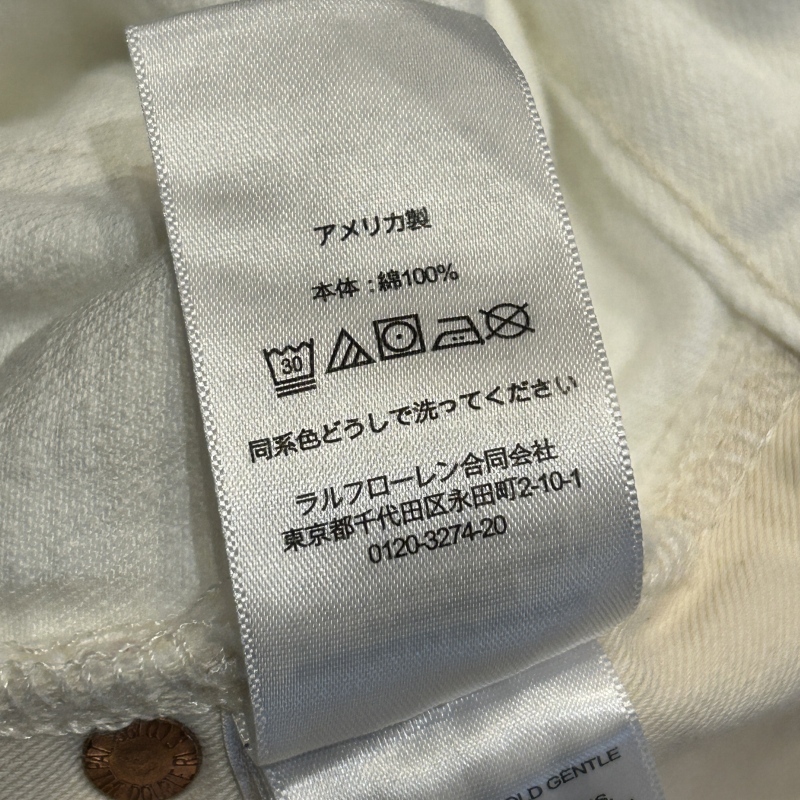 アメリカ製
本体：綿100%
30
同系色どうしで洗ってください
ラルフローレン合同会社
東京都千代田区永田町2-10-1
0120-3274-20
GENTLE